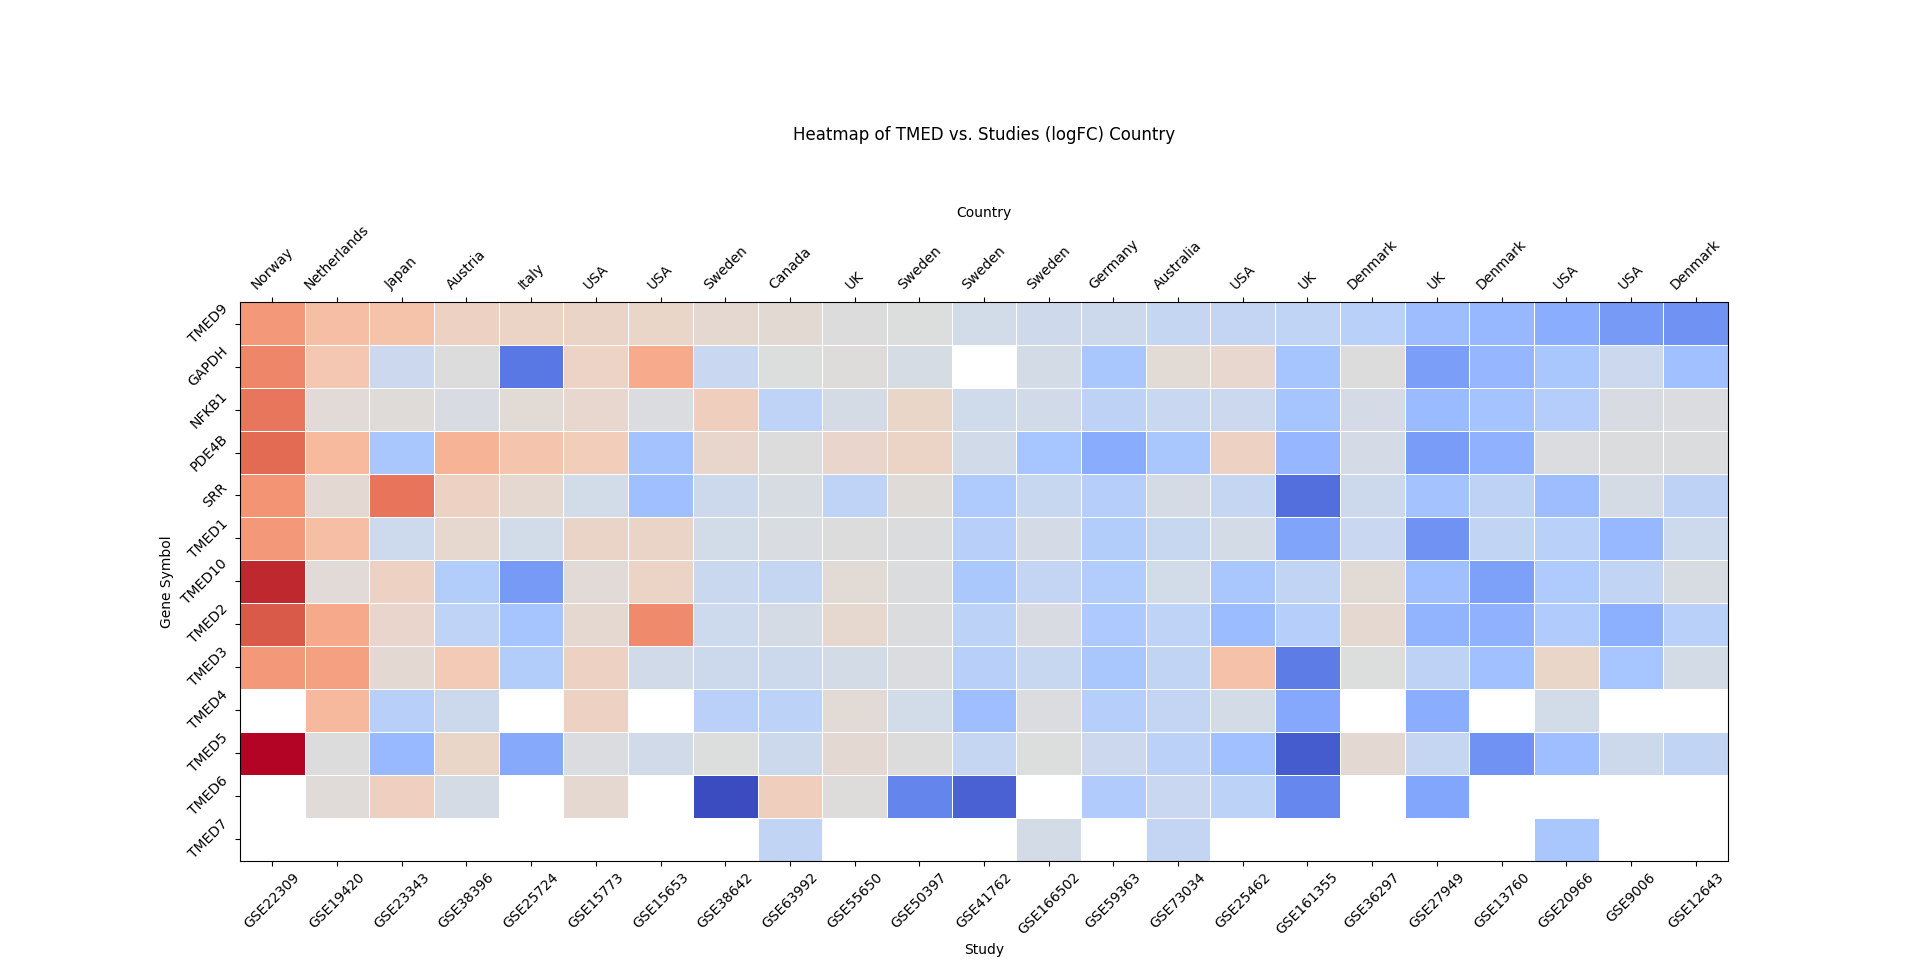 Heatmap of TMED vs. Studies (logFC) Country
Country
Norway Netherlands Japan Austria Italy USA USA Sweden Canada UK Sweden Sweden Sweden Germany Australia USA UK Denmark UK Denmark USA USA Denmark
Gene Symbol
TMED9
GAPDH
NFKB1
PDE4B
SRR
TMED1
TMED10
TMED2
TMED3
TMED4
TMED5
TMED6
TMED7
GSE22309 GSE19420 GSE23343 GSE38396 GSE25724 GSE15773 GSE15653 GSE38642 GSE63992 GSE55650 GSE50397 GSE41762 GSE166502 GSE59363 GSE73034 GSE25462 GSE161355 GSE36297 GSE27949 GSE13760 GSE20966 GSE9006 GSE12643
Study